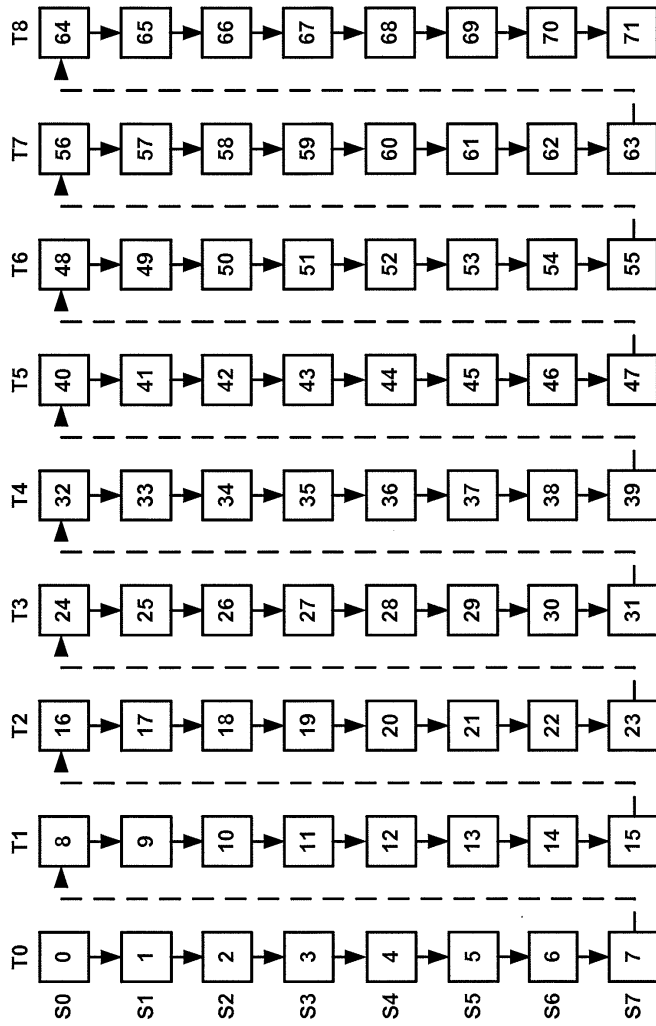 T0 T1 T2 T3 T4 T5 T6 T7 T8
S0 0 8 16 24 32 40 48 56 64
S1 1 9 17 25 33 41 49 57 65
S2 2 10 18 26 34 42 50 58 66
S3 3 11 19 27 35 43 51 59 67
S4 4 12 20 28 36 44 52 60 68
S5 5 13 21 29 37 45 53 61 69
S6 6 14 22 30 38 46 54 62 70
S7 7 15 23 31 39 47 55 63 71